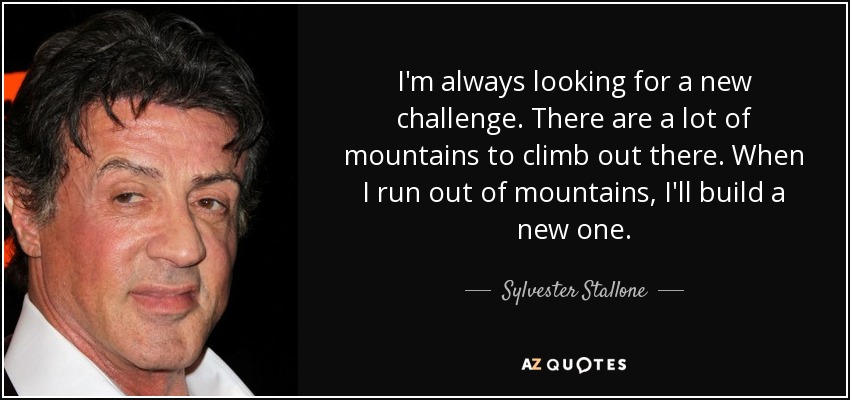 I'm always looking for a new
challenge. There are a lot of
mountains to climb out there. When
I run out of mountains, I'll build a
new one.
Sylvester Stallone
AZ QUOTES